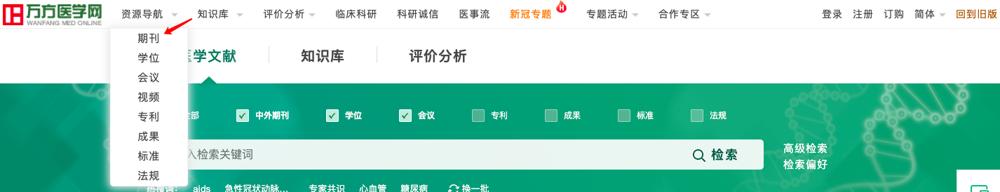 万方医学网
WANFANG MED ONLINE
资源导航 知识库 评价分析 临床科研 科研诚信 医事流 新冠专题 H 专题活动 合作专区 登录 注册 订购 简体 回到旧版
期刊
学位
会议
视频
专利
成果
标准
法规
医学文献 知识库 评价分析
全部 中外期刊 学位 会议 专利 成果 标准 法规
入检索关键词 检索 高级检索
检索偏好
热搜词: aids 急性冠状动脉... 专家共识 心血管 糖尿病 换一批